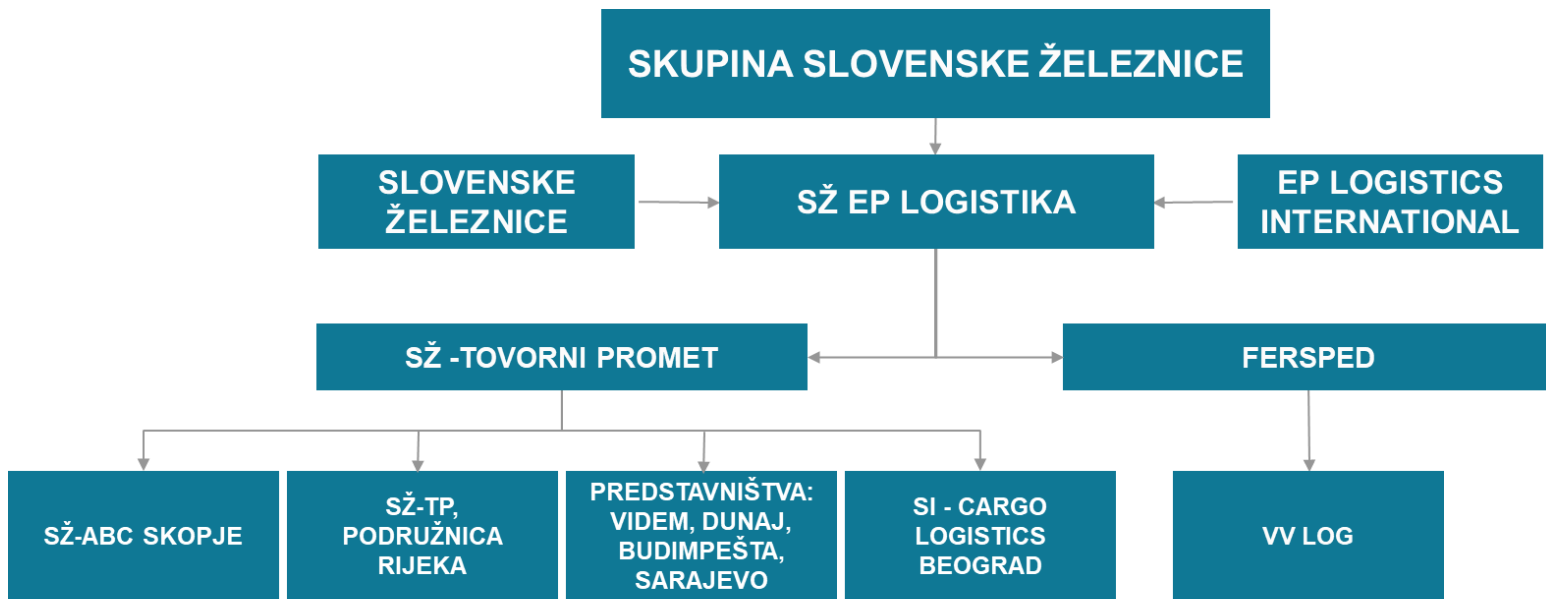 SKUPINA SLOVENSKE ŽELEZNICE
SLOVENSKE
ŽELEZNICE
SŽ EP LOGISTIKA
EP LOGISTICS
INTERNATIONAL
SŽ -TOVORNI PROMET
FERSPED
SŽ-ABC SKOPJE
SŽ-TP,
PODRUŽNICA
RIJEKA
PREDSTAVNIŠTVA:
VIDEM, DUNAJ,
BUDIMPEŠTA,
SARAJEVO
SI - CARGO
LOGISTICS
BEOGRAD
VV LOG